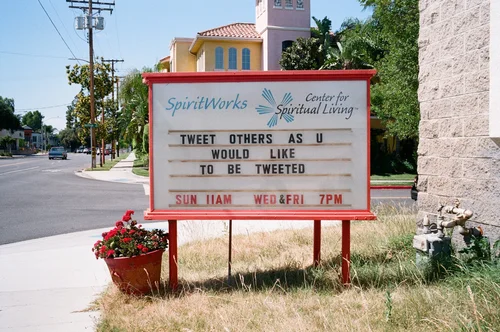 SpiritWorks
Center for
Spiritual Living
TWEET OTHERS AS U
WOULD LIKE
TO BE TWEETED
SUN 11AM WED&FRI 7PM